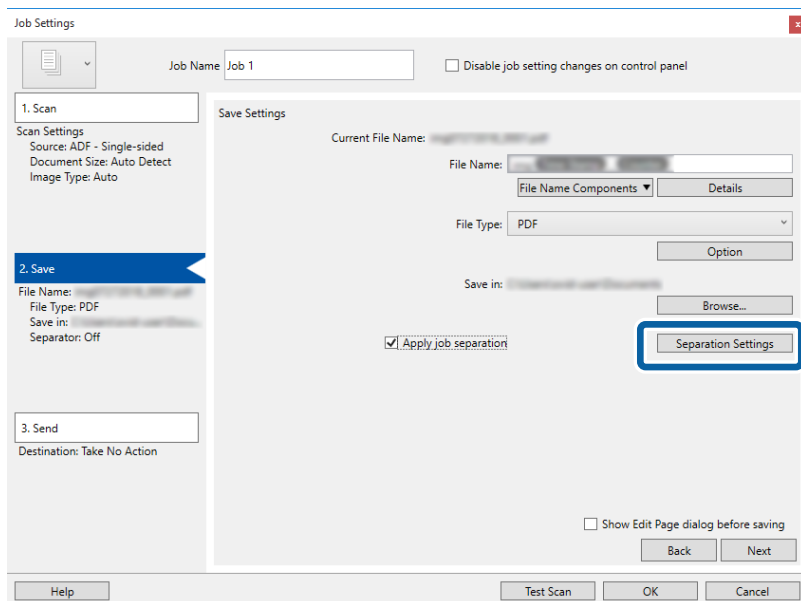 Job Settings
x
Job Name Job 1
Disable job setting changes on control panel
1. Scan
Scan Settings
Source: ADF - Single-sided
Document Size: Auto Detect
Image Type: Auto
2. Save
File Name:
File Type: PDF
Save in:
Separator: Off
3. Send
Destination: Take No Action
Save Settings
Current File Name:
File Name:
File Name Components ▼ Details
File Type: PDF
Option
Save in:
Browse...
Apply job separation Separation Settings
Show Edit Page dialog before saving
Back Next
Help Test Scan OK Cancel